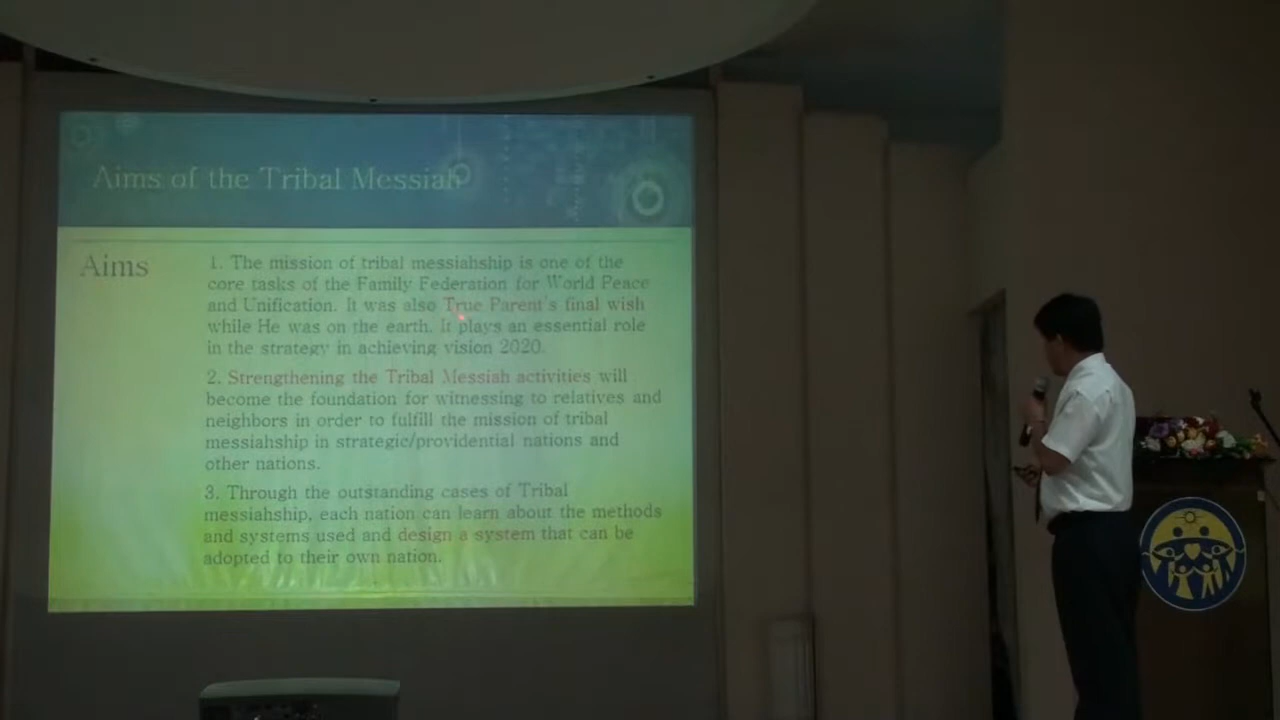 Aims of the Tribal Messiah
Aims
1. The mission of tribal messiahship is one of the
core tasks of the Family Federation for World Peace
and Unification. It was also True Parent's final wish
while He was on the earth. It plays an essential role
in the strategy in achieving vision 2020.
2. Strengthening the Tribal Messiah activities will
become the foundation for witnessing to relatives and
neighbors in order to fulfill the mission of tribal
messiahship in strategic/providential nations and
other nations.
3. Through the outstanding cases of Tribal
messiahship, each nation can learn about the methods
and systems used and design a system that can be
adopted to their own nation.